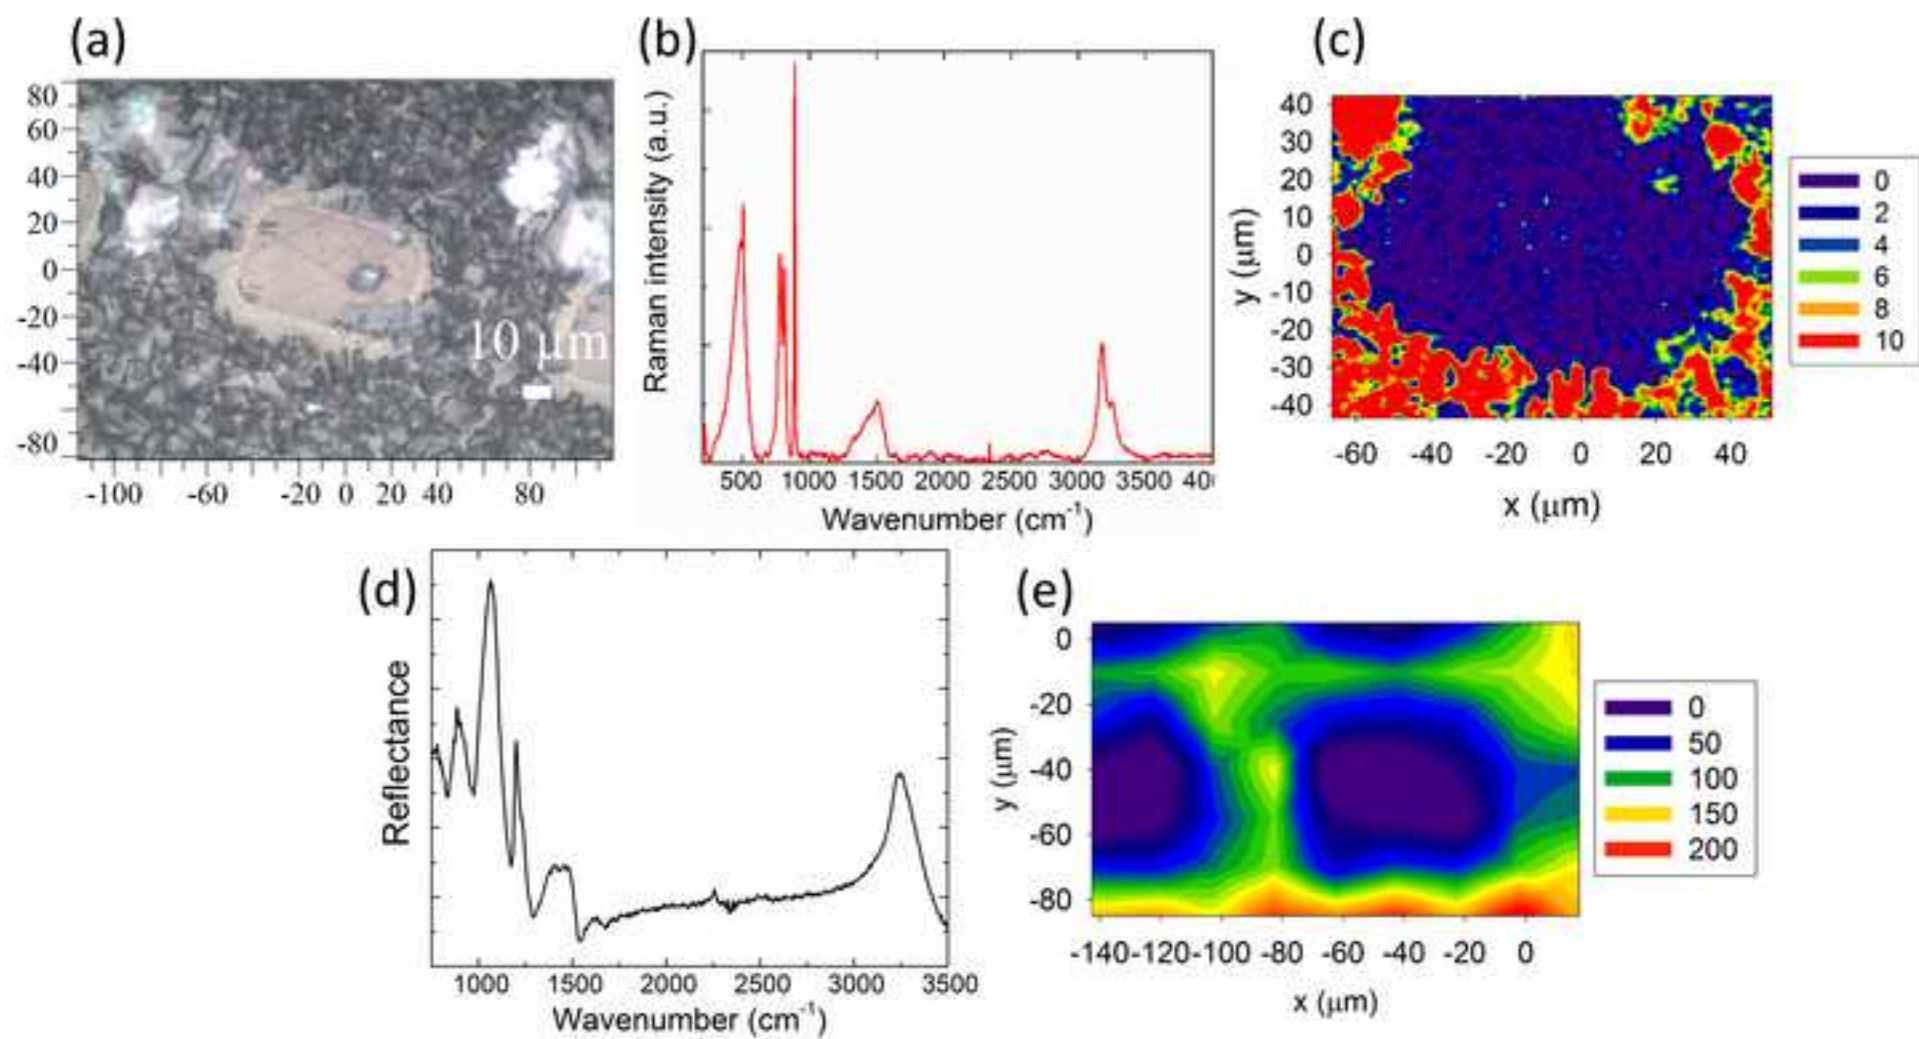 (a)
80
60
40
20
0
-20
-40
-80
-100 -60 -20 0 20 40 80
10 µm
(b)
Raman intensity (a.u.)
500 1000 1500 2000 2500 3000 3500
Wavenumber (cm-1)
(c)
40
30
20
10
0
-10
-20
-30
-40
y (µm)
-60 -40 -20 0 20 40
x (µm)
0
2
4
6
8
10
(d)
Reflectance
1000 1500 2000 2500 3000 3500
Wavenumber (cm-1)
(e)
0
-20
-40
-60
-80
y (µm)
-140 -120 -100 -80 -60 -40 -20 0
x (µm)
0
50
100
150
200